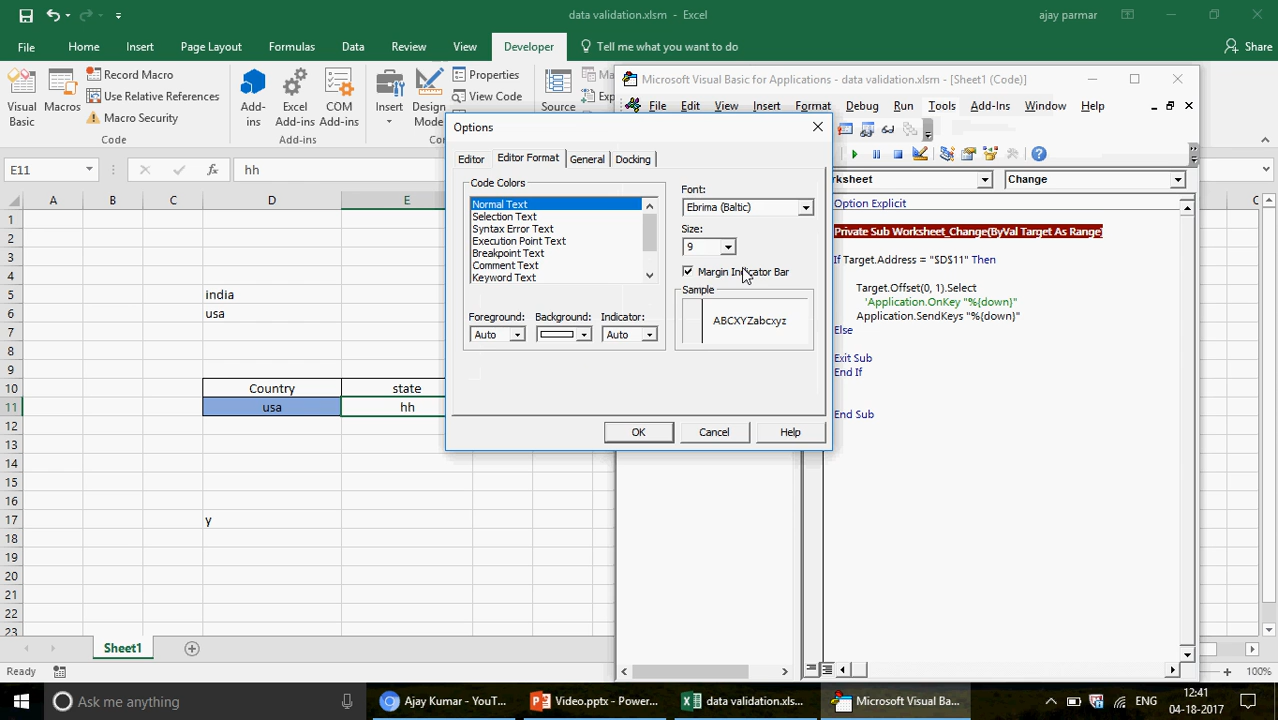 data validation.xlsm - Excel
ajay parmar
File Home Insert Page Layout Formulas Data Review View Developer Tell me what you want to do Share
Visual Basic
Macros
Record Macro
Use Relative References
Macro Security
Code
Add-ins
Excel Add-ins
COM Add-ins
Add-ins
Insert
Design Mode
Properties
View Code
Source
E11
hh
A B C D E
1
2
3
4
5 india
6 usa
7
8
9
10 Country state
11 usa hh
12
13
14
15
16
17 y
18
19
20
21
22
23
Sheet1
Ready
100%
Microsoft Visual Basic for Applications - data validation.xlsm - [Sheet1 (Code)]
File Edit View Insert Format Debug Run Tools Add-Ins Window Help
Change
Option Explicit
Private Sub Worksheet_Change(ByVal Target As Range)
If Target.Address = "$D$11" Then
Target.Offset(0, 1).Select
'Application.OnKey "%{down}"
Application.SendKeys "%{down}"
Else
Exit Sub
End If
End Sub
Options
Editor Editor Format General Docking
Code Colors
Normal Text
Selection Text
Syntax Error Text
Execution Point Text
Breakpoint Text
Comment Text
Keyword Text
Foreground: Background: Indicator:
Auto Auto
Font:
Ebrima (Baltic)
Size:
9
Margin Indicator Bar
Sample
ABCXYZabcxyz
OK Cancel Help
Ask me anything
Ajay Kumar - YouT...
Video.pptx - Power...
data validation.xls...
Microsoft Visual Ba...
ENG
12:41
04-18-2017